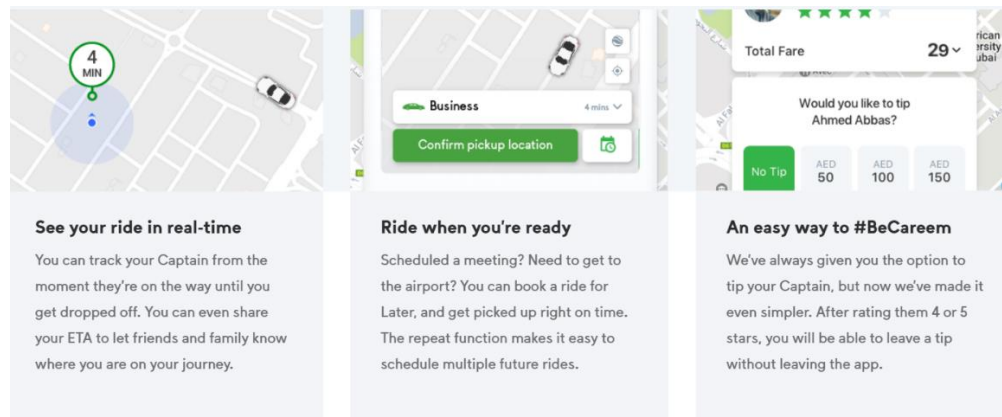 4
MIN
Business
4 mins
Confirm pickup location
Total Fare
29
Would you like to tip
Ahmed Abbas?
No Tip
AED
50
AED
100
AED
150
See your ride in real-time
You can track your Captain from the
moment they're on the way until you
get dropped off. You can even share
your ETA to let friends and family know
where you are on your journey.
Ride when you're ready
Scheduled a meeting? Need to get to
the airport? You can book a ride for
Later, and get picked up right on time.
The repeat function makes it easy to
schedule multiple future rides.
An easy way to #BeCareem
We've always given you the option to
tip your Captain, but now we've made it
even simpler. After rating them 4 or 5
stars, you will be able to leave a tip
without leaving the app.